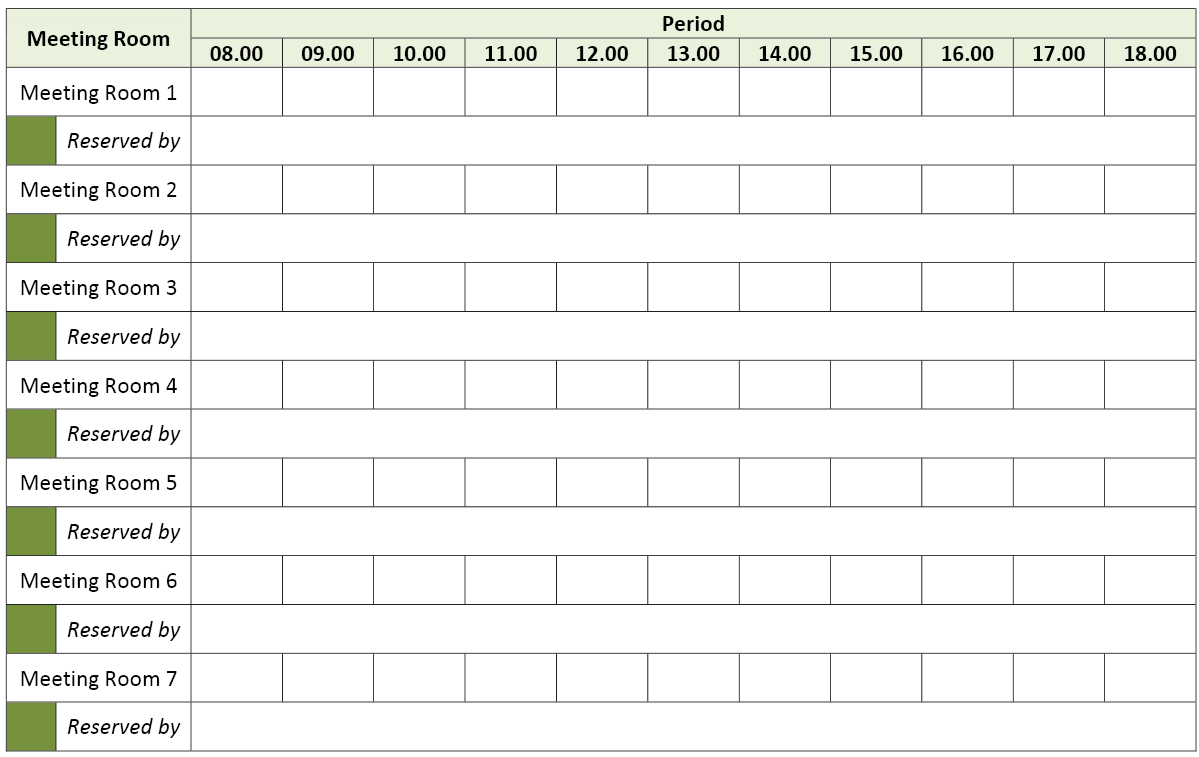 Meeting Room
Period
08.00 09.00 10.00 11.00 12.00 13.00 14.00 15.00 16.00 17.00 18.00
Meeting Room 1
Reserved by
Meeting Room 2
Reserved by
Meeting Room 3
Reserved by
Meeting Room 4
Reserved by
Meeting Room 5
Reserved by
Meeting Room 6
Reserved by
Meeting Room 7
Reserved by